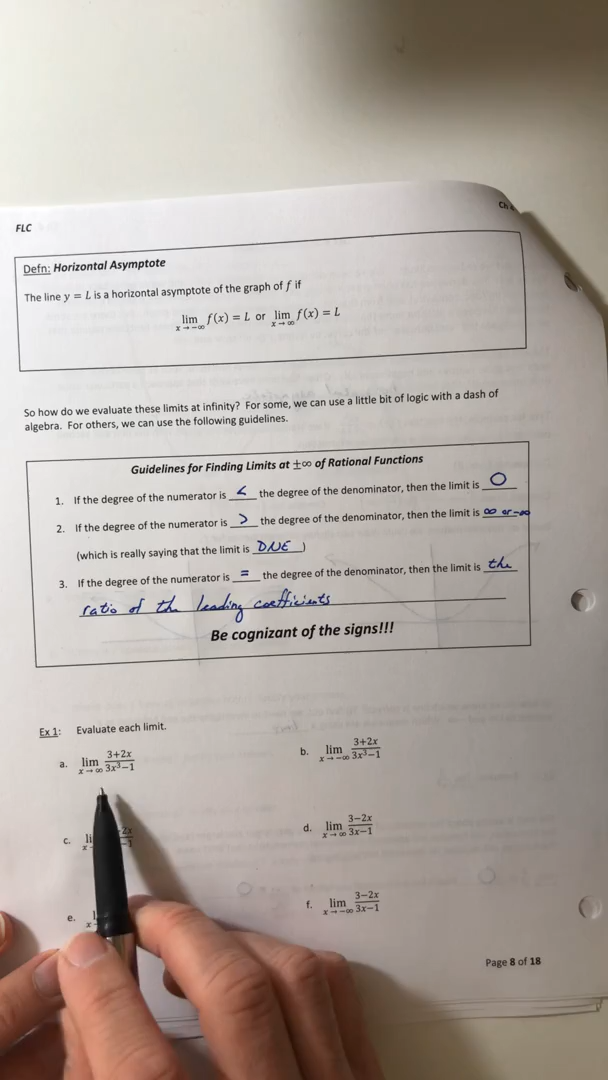 FLC
Ch
Defn: Horizontal Asymptote
The line y = L is a horizontal asymptote of the graph of f if
lim x→−∞ f(x) = L or lim x→∞ f(x) = L
So how do we evaluate these limits at infinity? For some, we can use a little bit of logic with a dash of
algebra. For others, we can use the following guidelines.
Guidelines for Finding Limits at ±∞ of Rational Functions
1. If the degree of the numerator is < the degree of the denominator, then the limit is 0
2. If the degree of the numerator is > the degree of the denominator, then the limit is ∞ or −∞
(which is really saying that the limit is DNE )
3. If the degree of the numerator is = the degree of the denominator, then the limit is the
ratio of the leading coefficients
Be cognizant of the signs!!!
Ex 1: Evaluate each limit.
a. lim x→∞ (3+2x)/(3x³−1)
b. lim x→−∞ (3+2x)/(3x³−1)
c. li -2x -1
d. lim x→∞ (3−2x)/(3x−1)
e.
f. lim x→−∞ (3−2x)/(3x−1)
Page 8 of 18